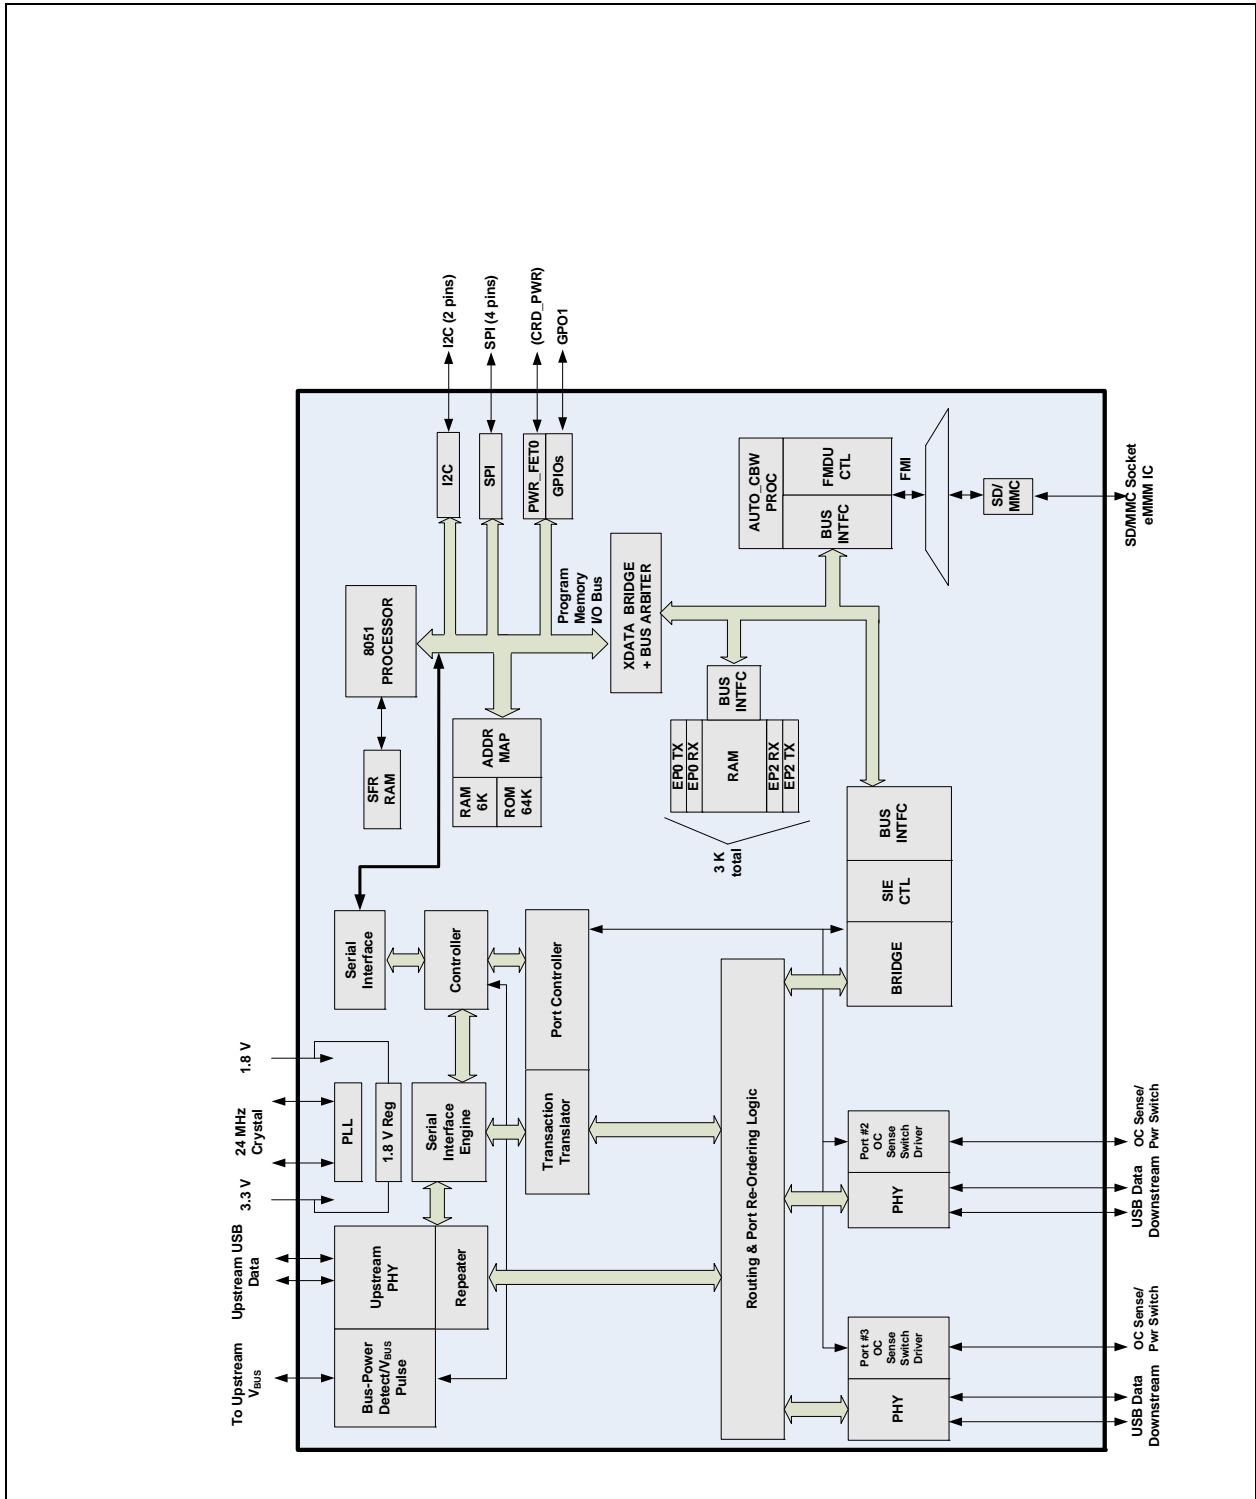 To Upstream
VBUS
Upstream USB
Data
3.3 V
24 MHz
Crystal
1.8 V
Bus-Power
Detect/VBUS
Pulse
Upstream
PHY
Repeater
PLL
1.8 V Reg
Serial
Interface
Engine
Serial
Interface
Controller
Transaction
Translator
Port Controller
SFR
RAM
8051
PROCESSOR
RAM
6K
ROM
64K
ADDR
MAP
I2C
SPI
PWR_FET0
GPIOs
I2C (2 pins)
SPI (4 pins)
(CRD_PWR)
GPO1
Program
Memory
I/O Bus
XDATA BRIDGE
+ BUS ARBITER
3 K
total
EP0 TX
EP0 RX
RAM
EP2 RX
EP2 TX
BUS
INTFC
AUTO_CBW
PROC
BUS
INTFC
FMDU
CTL
FMI
SD/
MMC
SD/MMC Socket
eMMM IC
Routing & Port Re-Ordering Logic
BRIDGE
SIE
CTL
BUS
INTFC
PHY
Port #3
OC
Sense
Switch
Driver
PHY
Port #2
OC
Sense
Switch
Driver
USB Data
Downstream
OC Sense/
Pwr Switch
USB Data
Downstream
OC Sense/
Pwr Switch